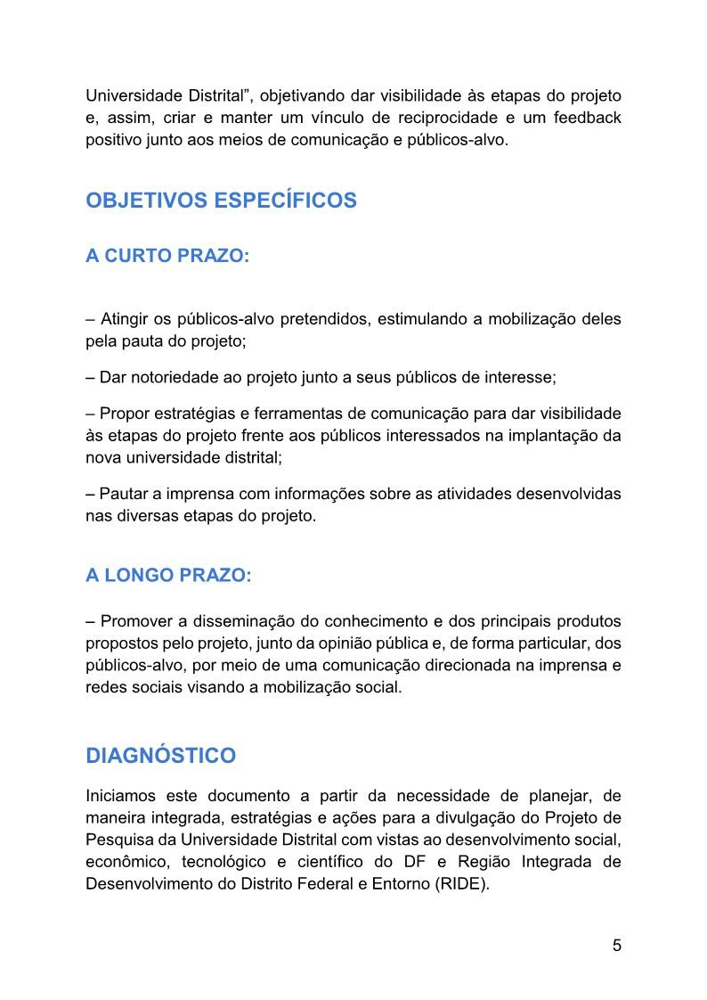 Universidade Distrital”, objetivando dar visibilidade às etapas do projeto
e, assim, criar e manter um vínculo de reciprocidade e um feedback
positivo junto aos meios de comunicação e públicos-alvo.
OBJETIVOS ESPECÍFICOS
A CURTO PRAZO:
– Atingir os públicos-alvo pretendidos, estimulando a mobilização deles
pela pauta do projeto;
– Dar notoriedade ao projeto junto a seus públicos de interesse;
– Propor estratégias e ferramentas de comunicação para dar visibilidade
às etapas do projeto frente aos públicos interessados na implantação da
nova universidade distrital;
– Pautar a imprensa com informações sobre as atividades desenvolvidas
nas diversas etapas do projeto.
A LONGO PRAZO:
– Promover a disseminação do conhecimento e dos principais produtos
propostos pelo projeto, junto da opinião pública e, de forma particular, dos
públicos-alvo, por meio de uma comunicação direcionada na imprensa e
redes sociais visando a mobilização social.
DIAGNÓSTICO
Iniciamos este documento a partir da necessidade de planejar, de
maneira integrada, estratégias e ações para a divulgação do Projeto de
Pesquisa da Universidade Distrital com vistas ao desenvolvimento social,
econômico, tecnológico e científico do DF e Região Integrada de
Desenvolvimento do Distrito Federal e Entorno (RIDE).
5